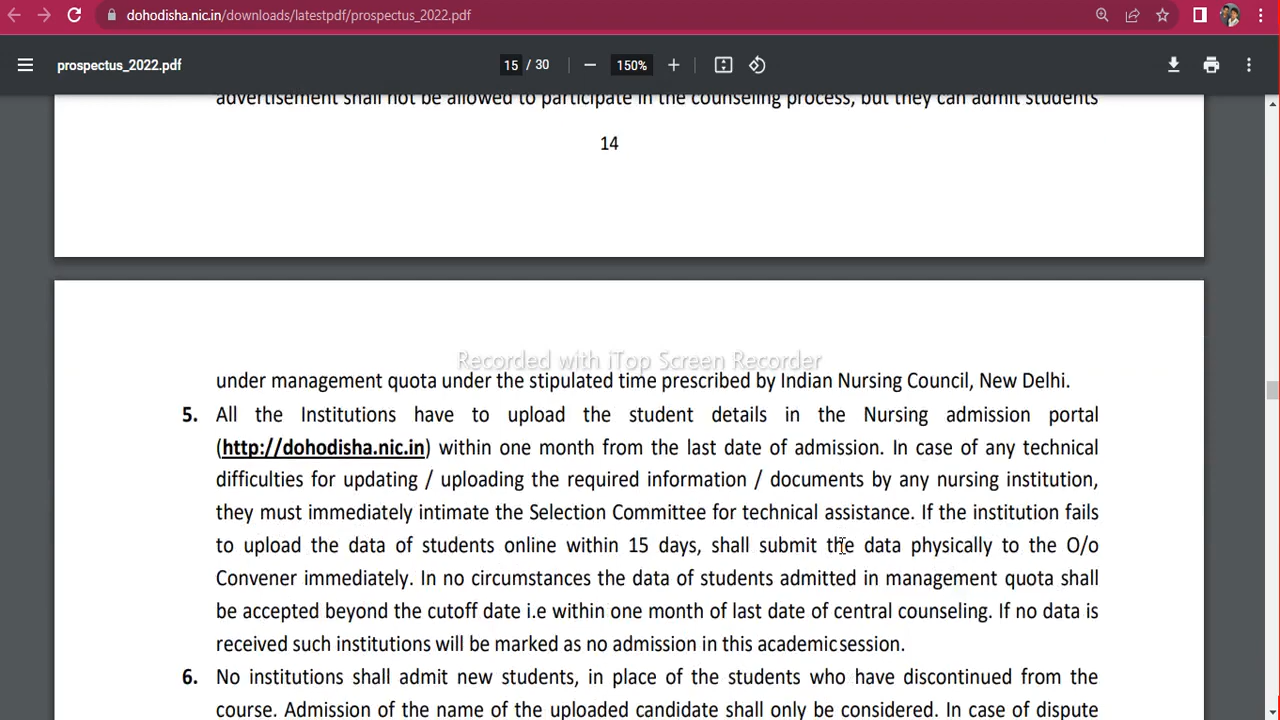 dohodisha.nic.in/downloads/latestpdf/prospectus_2022.pdf
prospectus_2022.pdf 15 / 30 150%
advertisement shall not be allowed to participate in the counseling process, but they can admit students
14
Recorded with iTop Screen Recorder
under management quota under the stipulated time prescribed by Indian Nursing Council, New Delhi.
5. All the Institutions have to upload the student details in the Nursing admission portal
(http://dohodisha.nic.in) within one month from the last date of admission. In case of any technical
difficulties for updating / uploading the required information / documents by any nursing institution,
they must immediately intimate the Selection Committee for technical assistance. If the institution fails
to upload the data of students online within 15 days, shall submit the data physically to the O/o
Convener immediately. In no circumstances the data of students admitted in management quota shall
be accepted beyond the cutoff date i.e within one month of last date of central counseling. If no data is
received such institutions will be marked as no admission in this academic session.
6. No institutions shall admit new students, in place of the students who have discontinued from the
course. Admission of the name of the uploaded candidate shall only be considered. In case of dispute